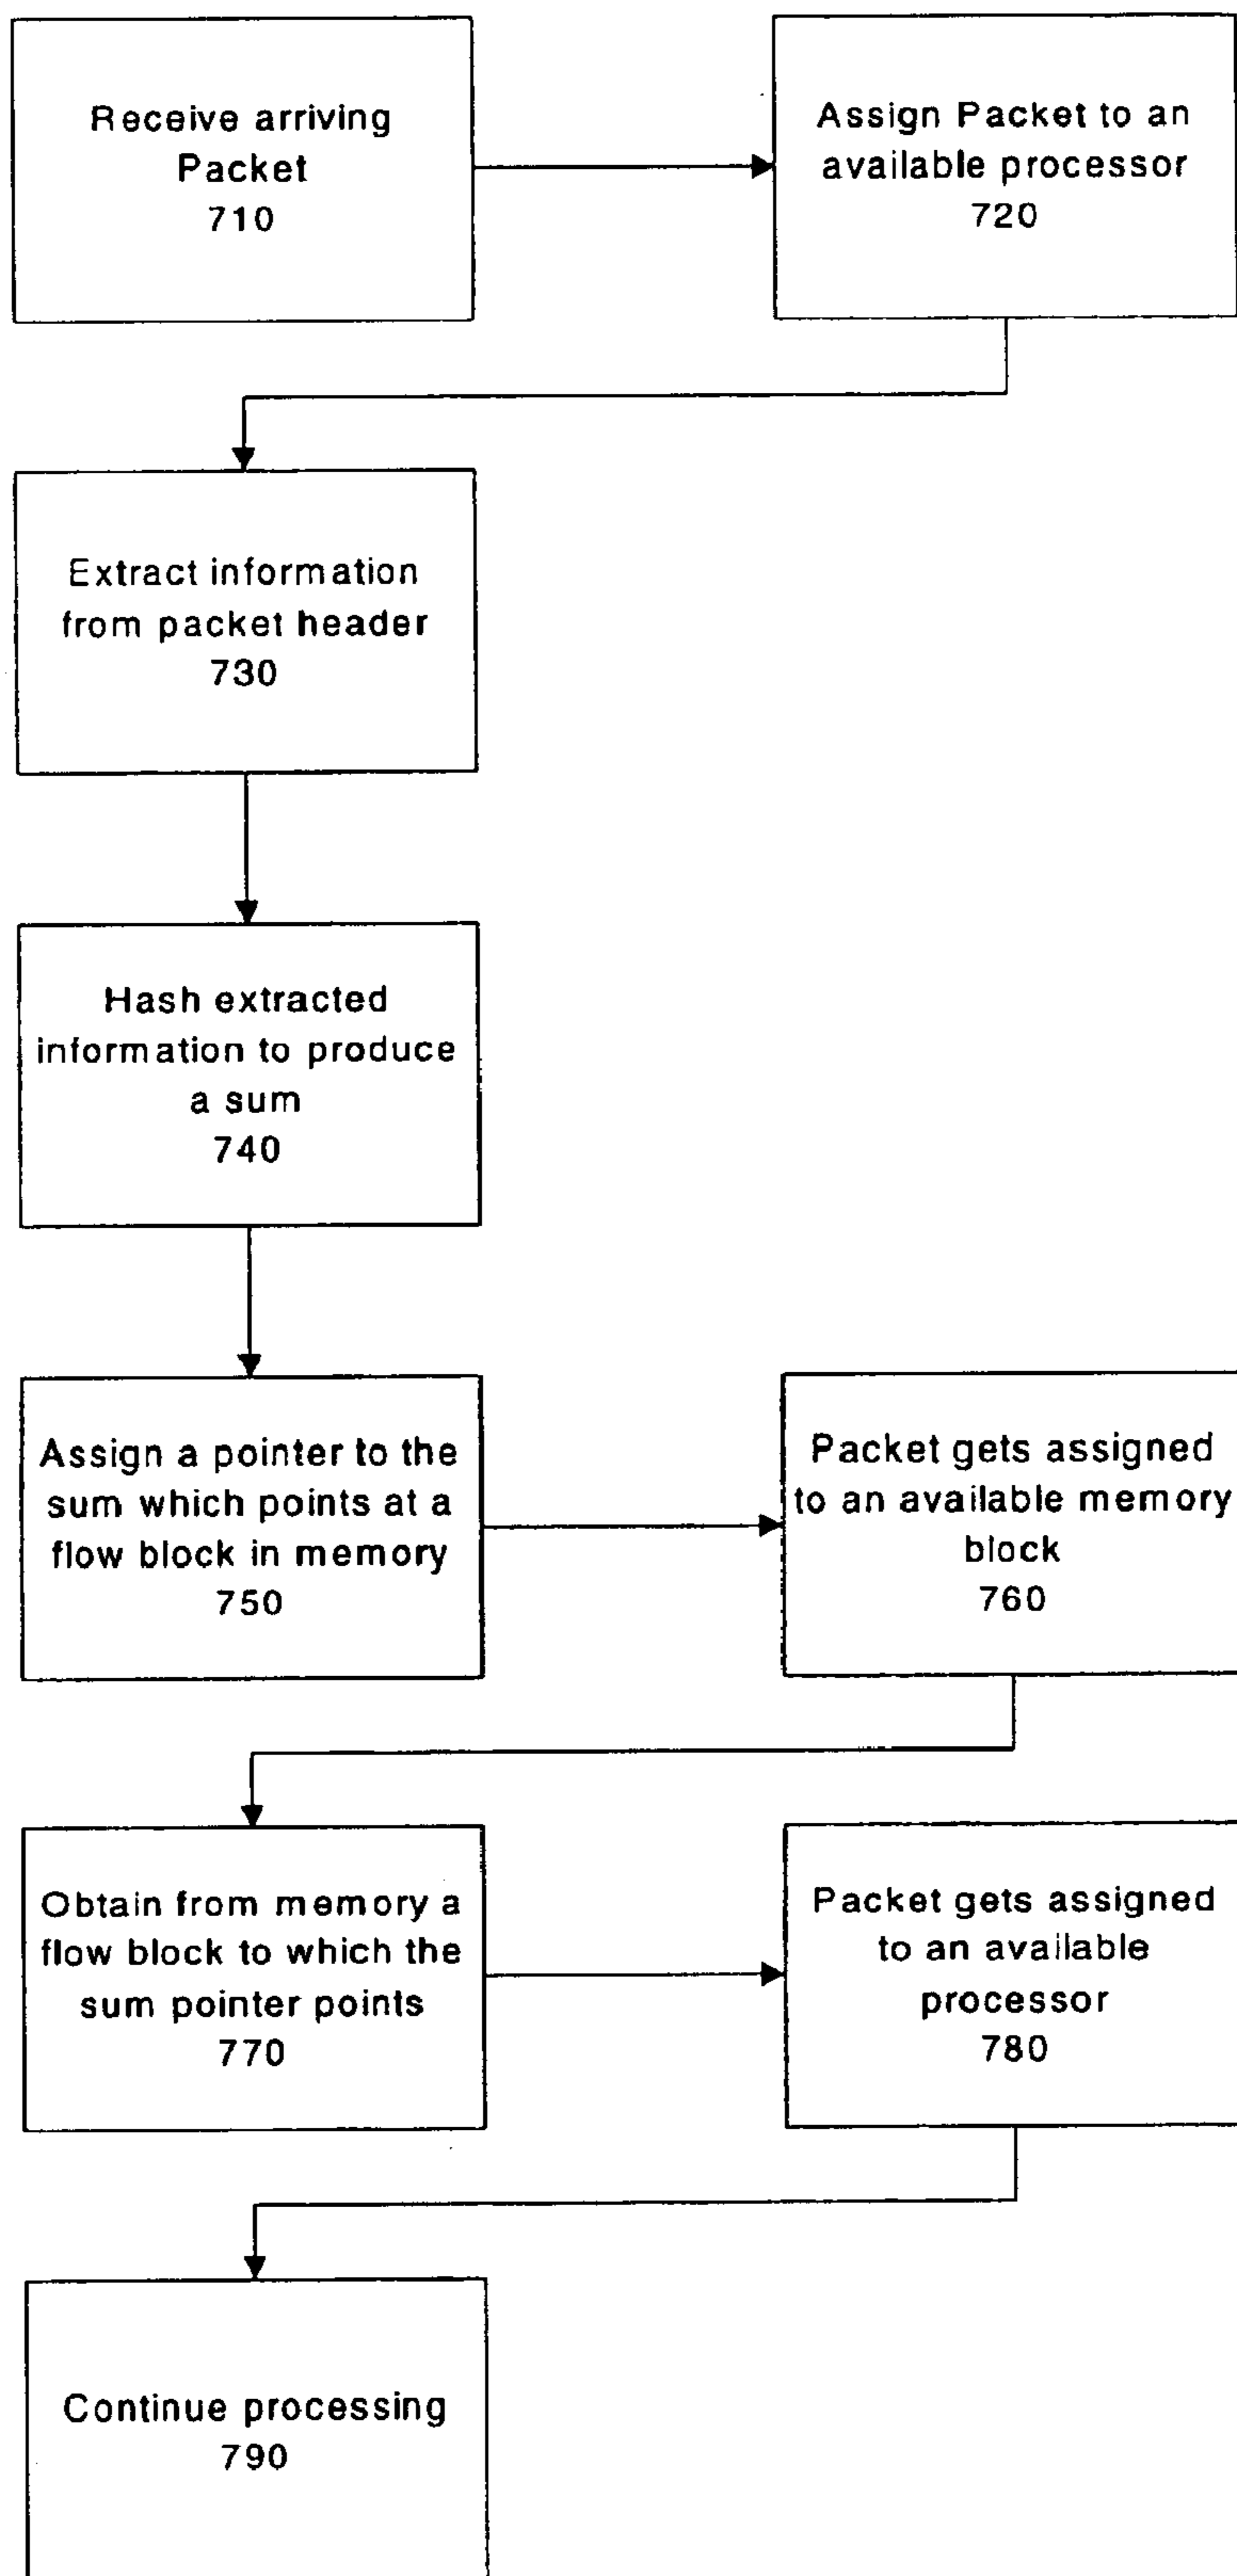 Receive arriving
Packet
710
Assign Packet to an
available processor
720
Extract information
from packet header
730
Hash extracted
information to produce
a sum
740
Assign a pointer to the
sum which points at a
flow block in memory
750
Packet gets assigned
to an available memory
block
760
Obtain from memory a
flow block to which the
sum pointer points
770
Packet gets assigned
to an available
processor
780
Continue processing
790